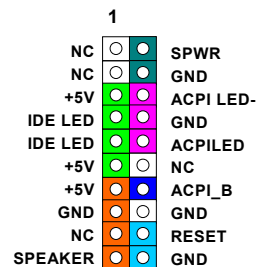 1
NC SPWR
NC GND
+5V ACPI LED-
IDE LED GND
IDE LED ACPILED
+5V NC
+5V ACPI_B
GND GND
NC RESET
SPEAKER GND